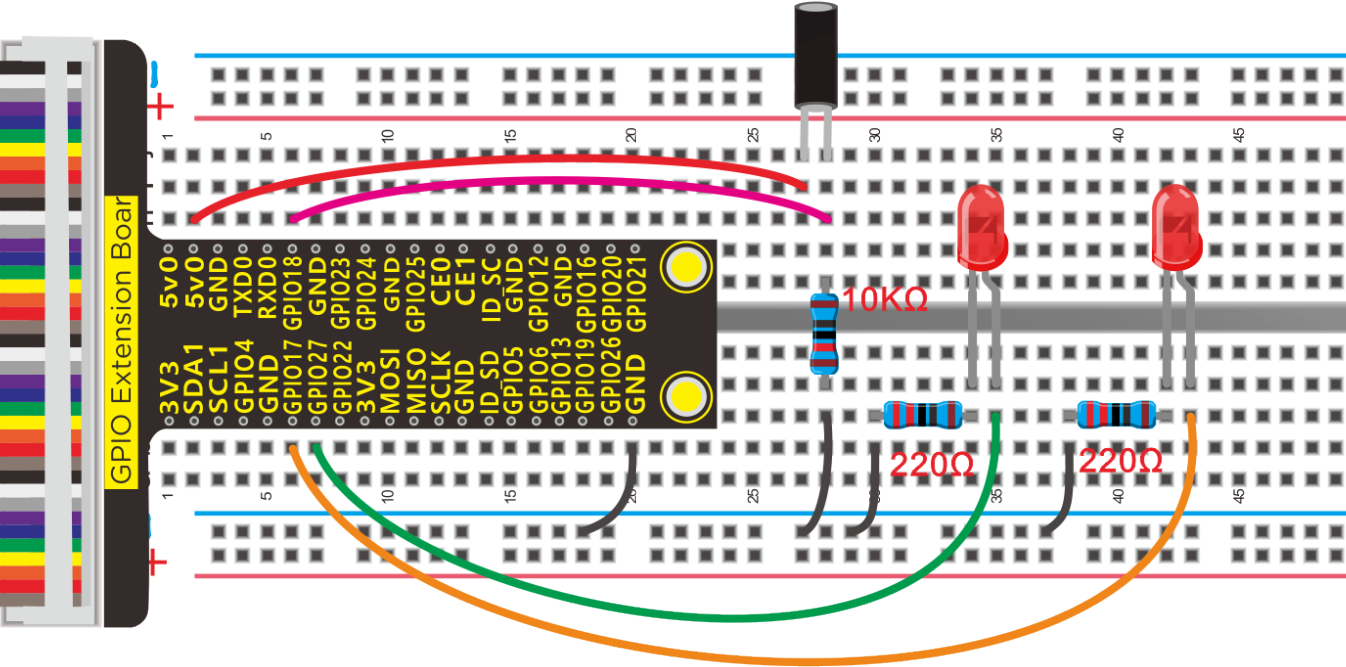 +
1 5 10 15 20 25 30 35 40 45
GPIO Extension Boar
5v0 5v0 GND TXD0 RXD0 GPIO18 GND GPIO23 GPIO24 GND GPIO25 CE0 CE1 ID_SC GND GPIO12 GND GPIO16 GPIO20 GPIO21
10KΩ
3V3 SDA1 SCL1 GPIO4 GND GPIO17 GPIO27 GPIO22 3V3 MOSI MISO SCLK GND ID_SD GPIO5 GPIO6 GPIO13 GPIO19 GPIO26 GND
220Ω 220Ω
1 5 10 15 20 25 30 35 40 45
+